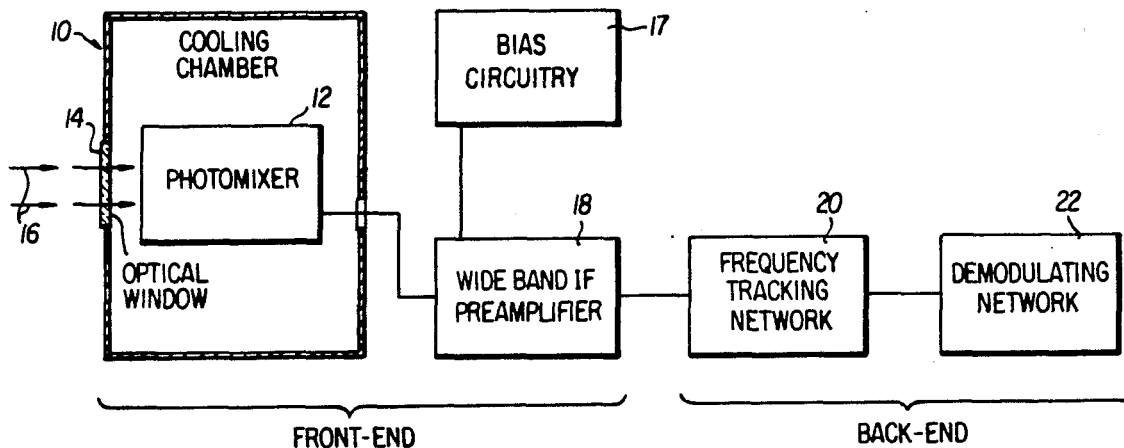 10
COOLING
CHAMBER
12
14
PHOTOMIXER
16
OPTICAL
WINDOW
17
BIAS
CIRCUITRY
18
WIDE BAND IF
PREAMPLIFIER
20
FREQUENCY
TRACKING
NETWORK
22
DEMODULATING
NETWORK
FRONT-END
BACK-END